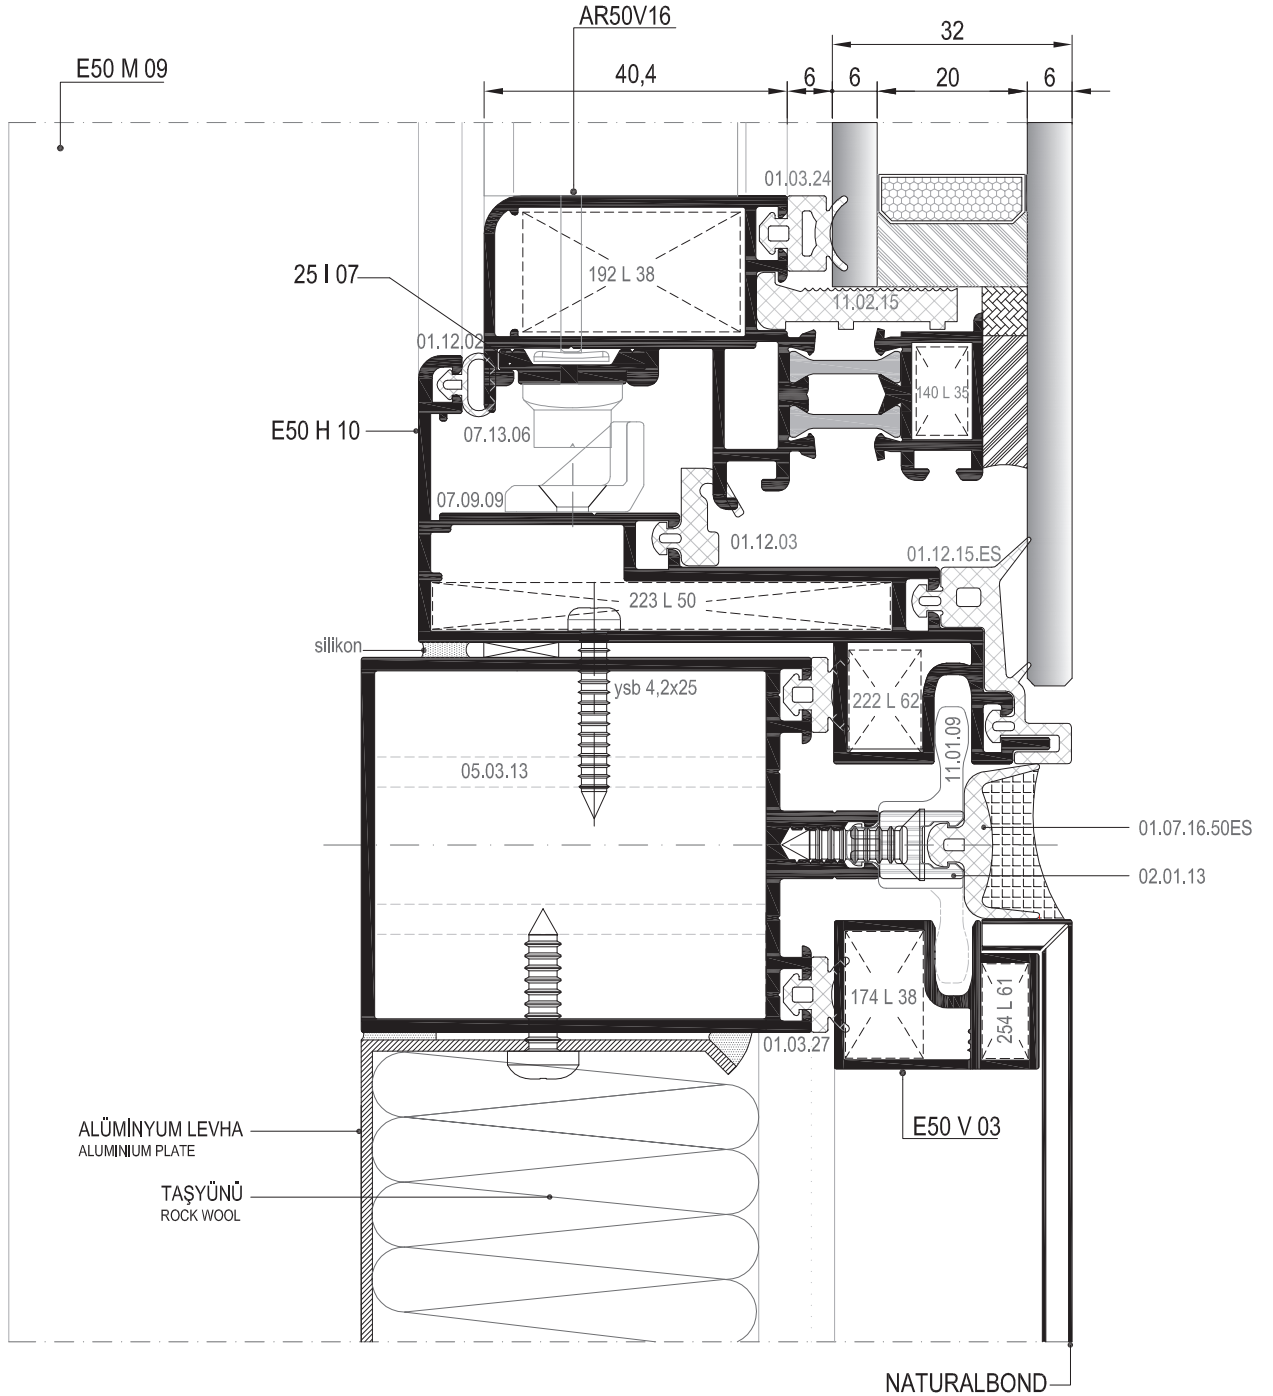 AR50V16
32
E50 M 09
40,4
6
6
20
6
01.03.24
25 I 07
192 L 38
11.02.15
01.12.02
140 L 35
E50 H 10
07.13.06
07.09.09
01.12.03
01.12.15.ES
223 L 50
silikon
ysb 4,2x25
222 L 62
11.01.09
05.03.13
01.07.16.50ES
02.01.13
174 L 38
254 L 61
01.03.27
E50 V 03
ALÜMİNYUM LEVHA
ALUMINIUM PLATE
TAŞYÜNÜ
ROCK WOOL
NATURALBOND